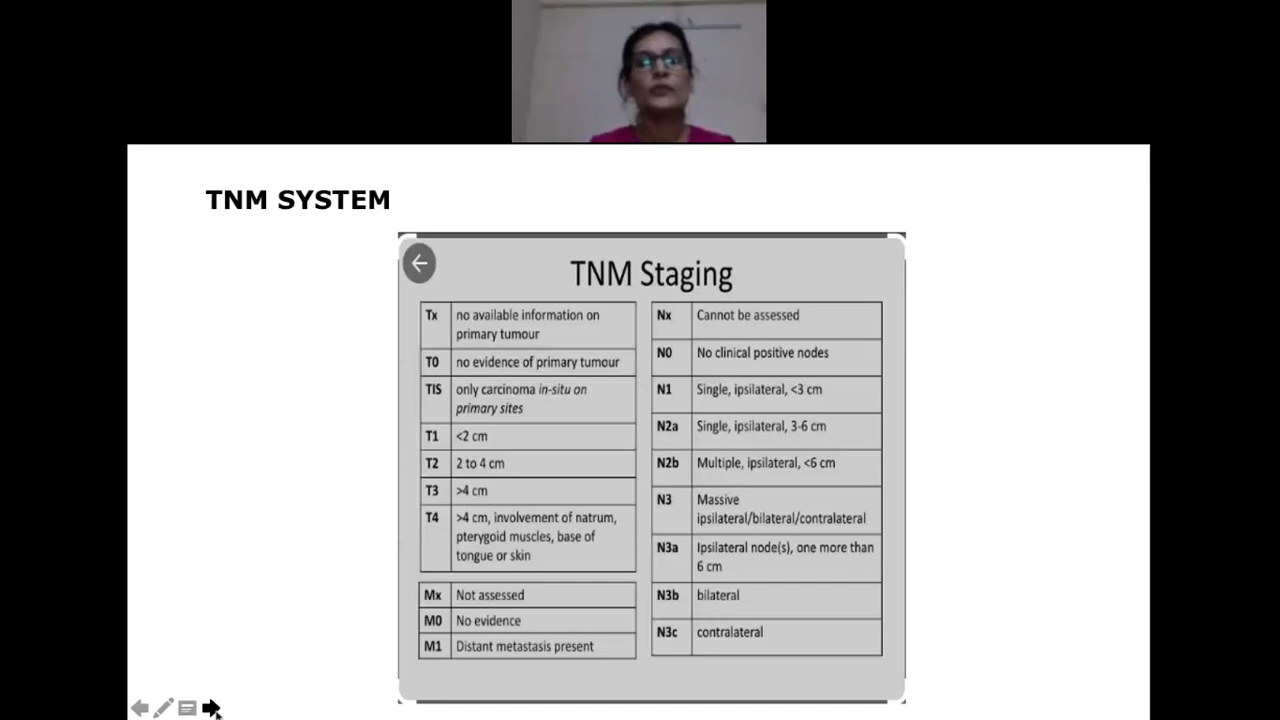 TNM SYSTEM
TNM Staging
Tx no available information on
primary tumour
T0 no evidence of primary tumour
TIS only carcinoma in-situ on
primary sites
T1 <2 cm
T2 2 to 4 cm
T3 >4 cm
T4 >4 cm, involvement of natrum,
pterygoid muscles, base of
tongue or skin
Mx Not assessed
M0 No evidence
M1 Distant metastasis present
Nx Cannot be assessed
N0 No clinical positive nodes
N1 Single, ipsilateral, <3 cm
N2a Single, ipsilateral, 3-6 cm
N2b Multiple, ipsilateral, <6 cm
N3 Massive
ipsilateral/bilateral/contralateral
N3a Ipsilateral node(s), one more than
6 cm
N3b bilateral
N3c contralateral